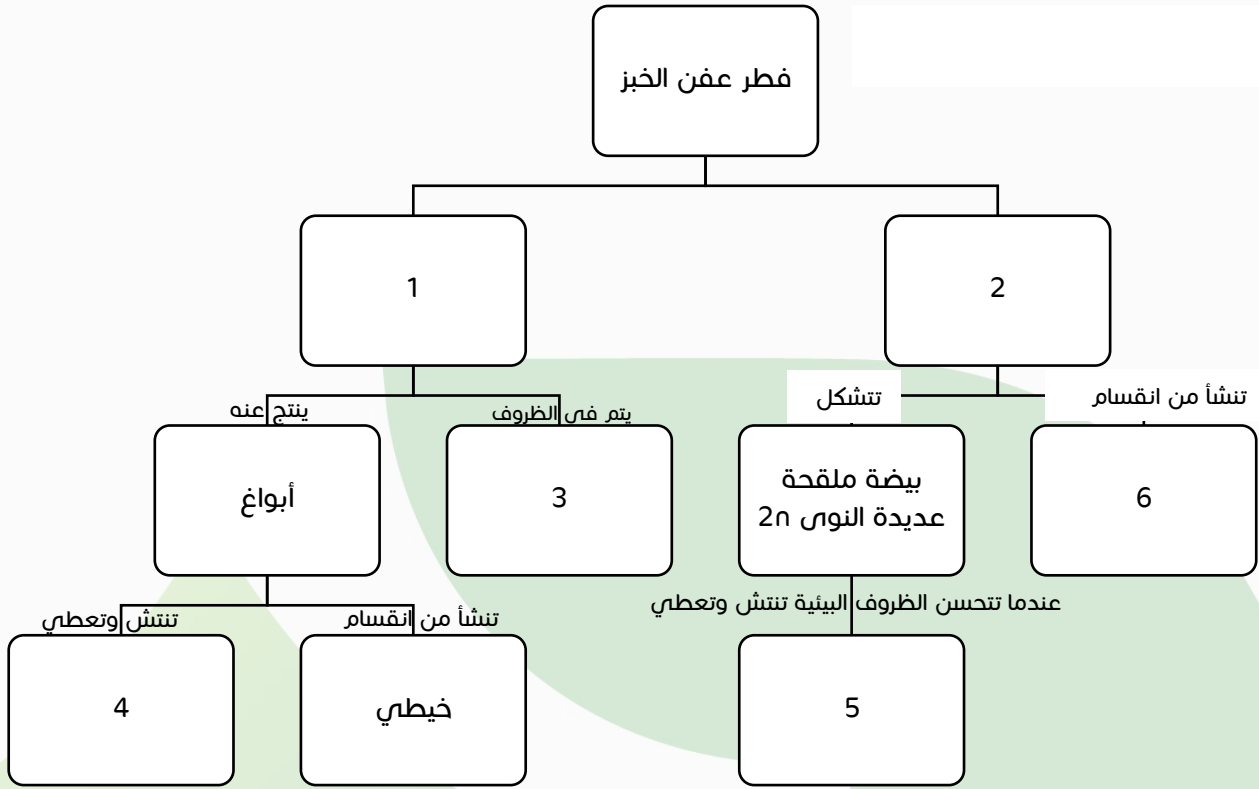 فطر عفن الخبز
2
1
تنشأ من انقسام
تتشكل
يتم في الظروف
ينتج عنه
6
بيضة ملقحة
عديدة النوى 2n
3
أبواغ
عندما تتحسن الظروف البيئية تنتش وتعطي
تنشأ من انقسام
تنتش وتعطي
5
خيطي
4